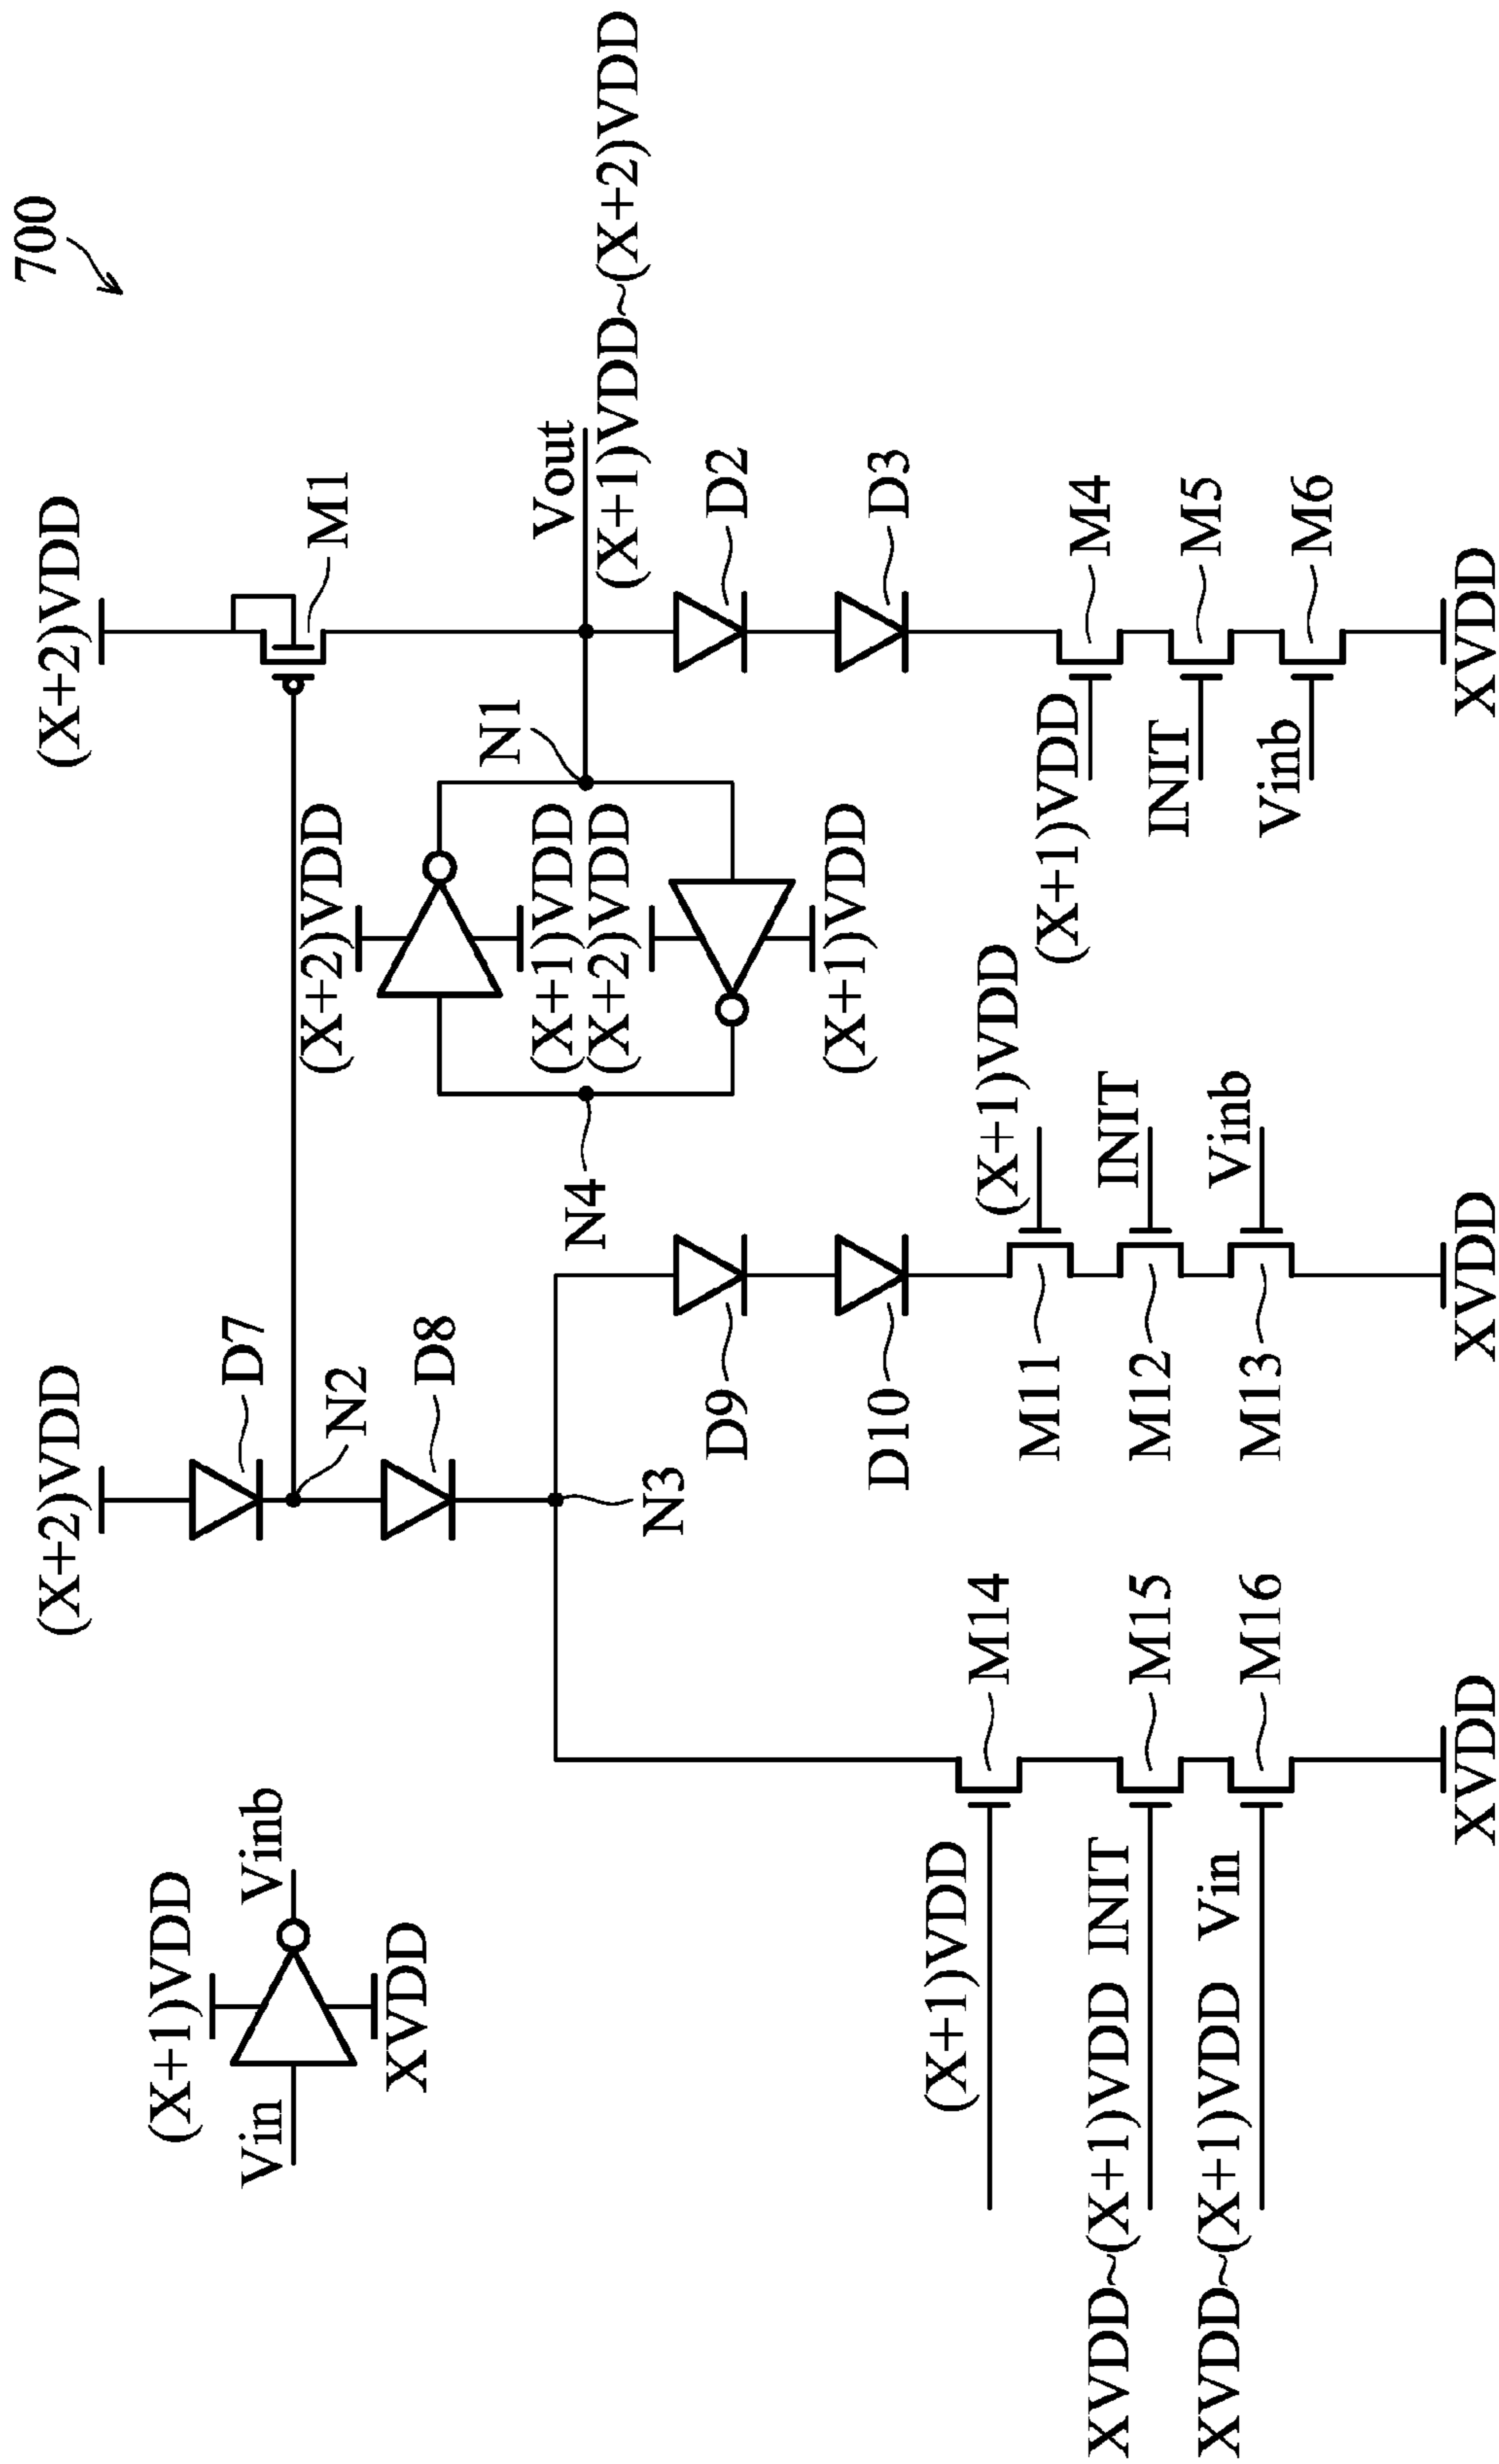 700
(X+2)VDD
(X+2)VDD
D7
M1
N2
D8
(X+1)VDD
Vin
Vinb
XVDD
(X+2)VDD
N1
Vout
(X+1)VDD~(X+2)VDD
(X+1)VDD
(X+2)VDD
N4
N3
(X+1)VDD
D9
D2
D10
D3
(X+1)VDD
M14
M11
(X+1)VDD
(X+1)VDD
M4
XVDD~(X+1)VDD INIT
M15
M12
INIT
INIT
M5
XVDD~(X+1)VDD Vin
M16
M13
Vinb
Vinb
M6
XVDD
XVDD
XVDD